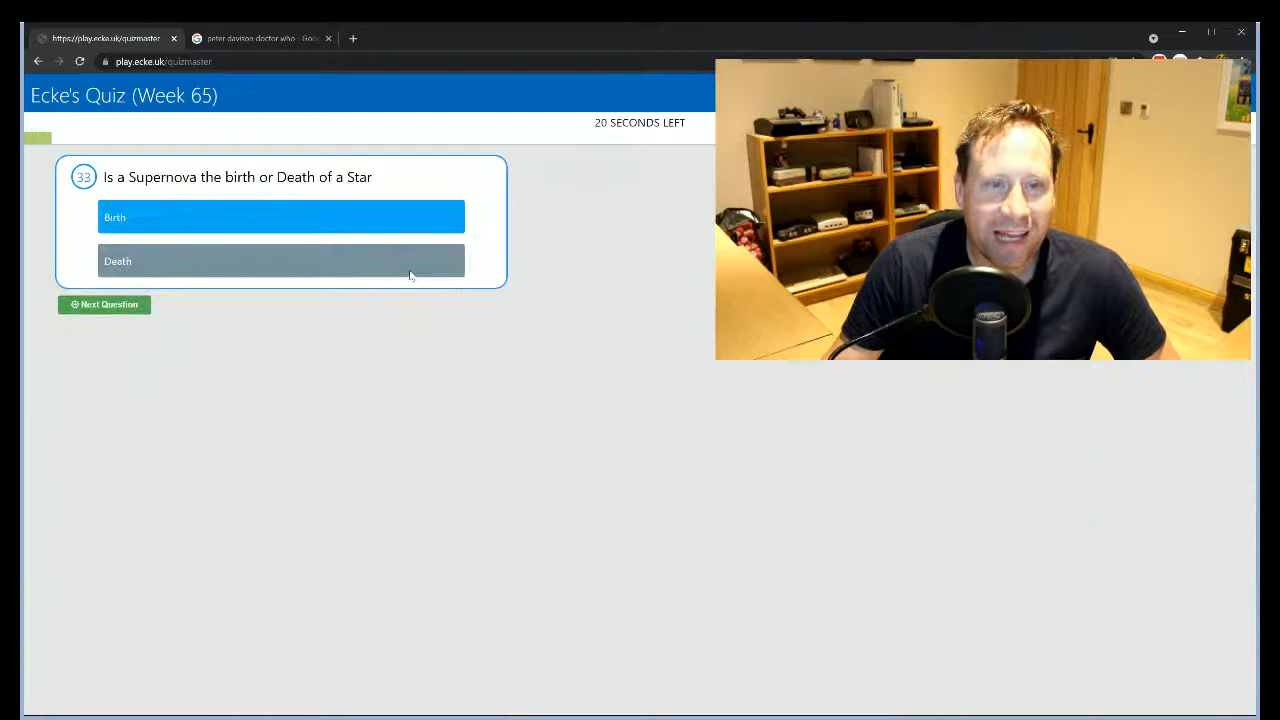 https://play.ecke.uk/quizmaster
peter davison doctor who - Goo
play.ecke.uk/quizmaster
Ecke's Quiz (Week 65)
20 SECONDS LEFT
33 Is a Supernova the birth or Death of a Star
Birth
Death
Next Question